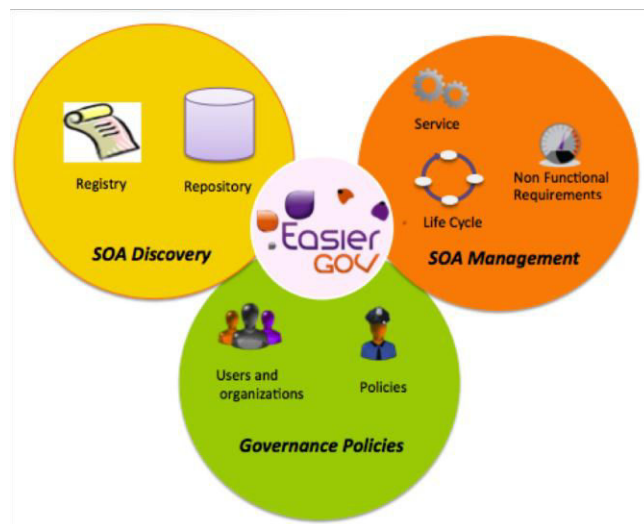 Registry
Repository
SOA Discovery
Service
Life Cycle
Non Functional
Requirements
SOA Management
Easier
GOV
Users and
organizations
Policies
Governance Policies